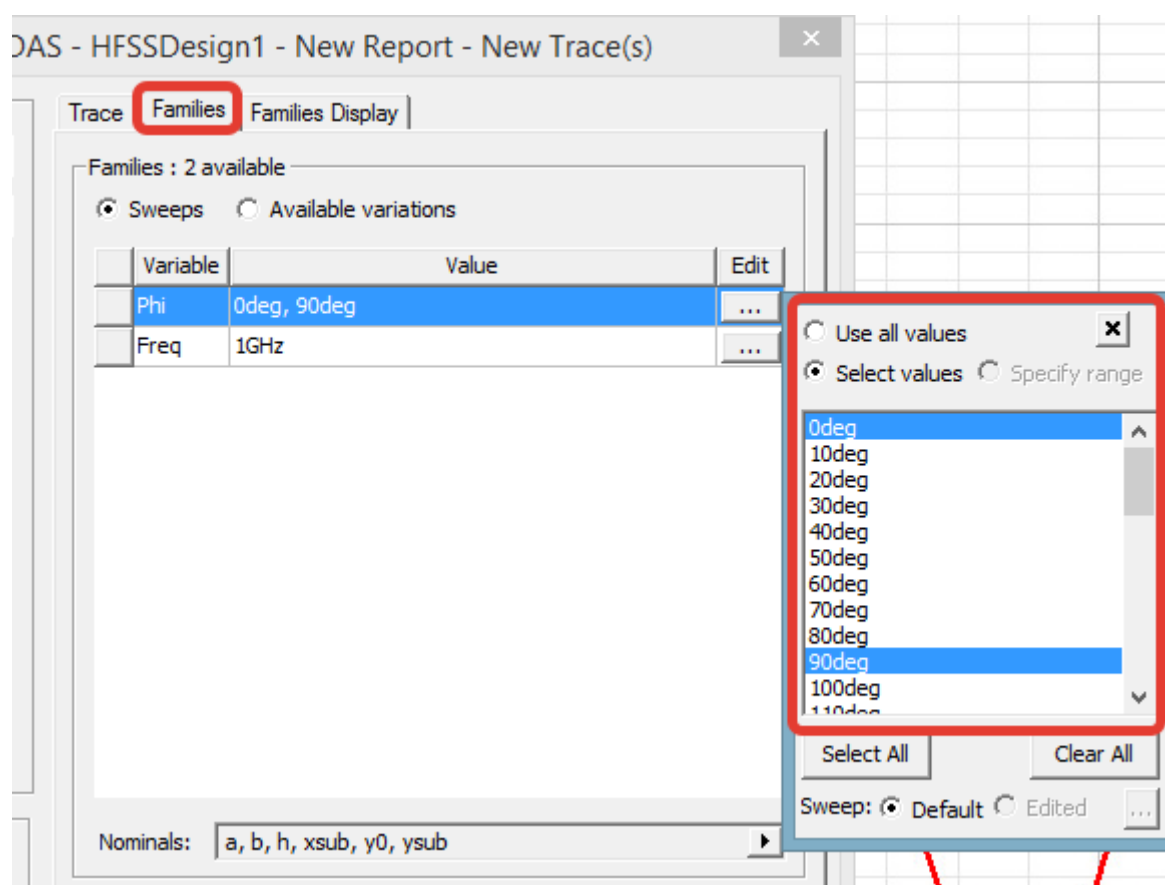 DAS - HFSSDesign1 - New Report - New Trace(s)
Trace Families Families Display
Families : 2 available
Sweeps Available variations
Variable Value Edit
Phi 0deg, 90deg ...
Freq 1GHz ...
Use all values
Select values Specify range
0deg
10deg
20deg
30deg
40deg
50deg
60deg
70deg
80deg
90deg
100deg
110deg
Select All Clear All
Sweep: Default Edited ...
Nominals: a, b, h, xsub, y0, ysub